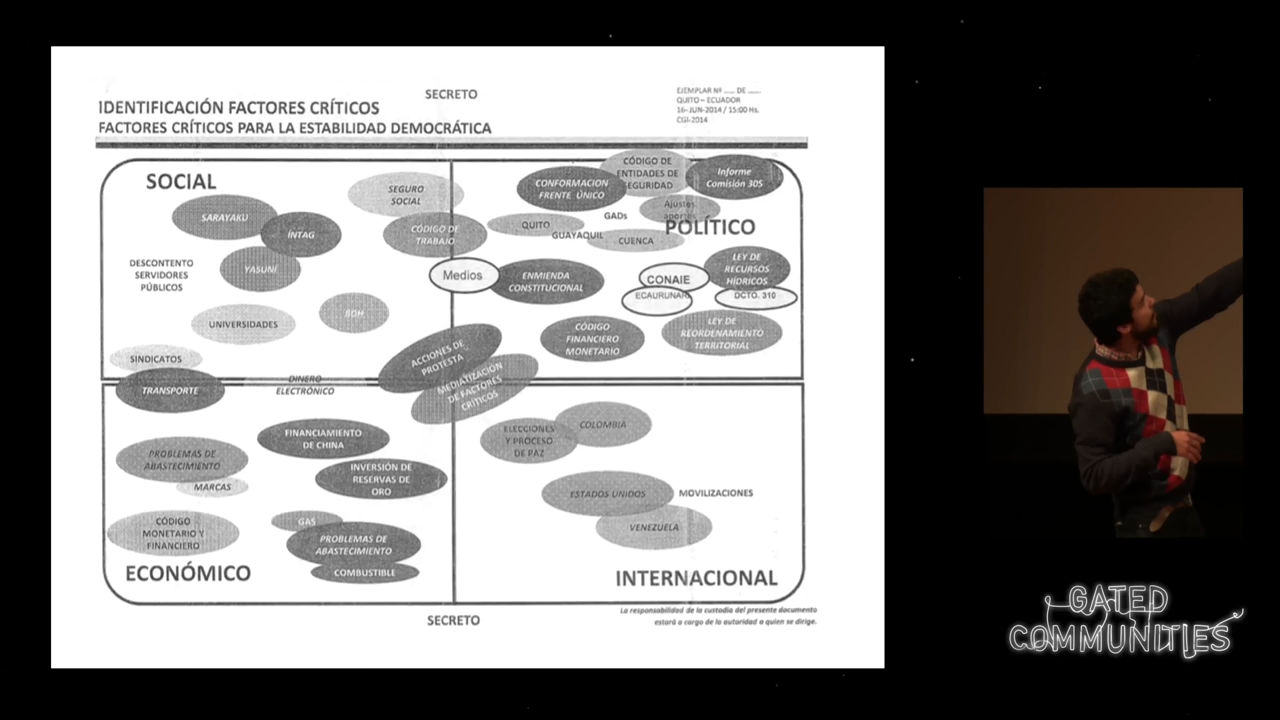 SECRETO
EJEMPLAR Nº ..... DE .....
QUITO – ECUADOR
16- JUN-2014 / 15:00 Hs.
CGI-2014
IDENTIFICACIÓN FACTORES CRÍTICOS
FACTORES CRÍTICOS PARA LA ESTABILIDAD DEMOCRÁTICA
SOCIAL
SARAYAKU
ÍNTAG
YASUNÍ
DESCONTENTO
SERVIDORES
PÚBLICOS
UNIVERSIDADES
SINDICATOS
TRANSPORTE
SEGURO
SOCIAL
CÓDIGO DE
TRABAJO
Medios
BDH
DINERO
ELECTRÓNICO
ACCIONES DE
PROTESTA
MEDIATIZACIÓN
DE FACTORES
CRÍTICOS
CÓDIGO DE
ENTIDADES DE
SEGURIDAD
CONFORMACION
FRENTE ÚNICO
Informe
Comisión 30S
Ajustes
GADs
QUITO
GUAYAQUIL
CUENCA
POLÍTICO
ENMIENDA
CONSTITUCIONAL
CONAIE
ECAURUNARI
LEY DE
RECURSOS
HÍDRICOS
DCTO. 310
CÓDIGO
FINANCIERO
MONETARIO
LEY DE
REORDENAMIENTO
TERRITORIAL
PROBLEMAS DE
ABASTECIMIENTO
MARCAS
FINANCIAMIENTO
DE CHINA
INVERSIÓN DE
RESERVAS DE
ORO
CÓDIGO
MONETARIO Y
FINANCIERO
GAS
PROBLEMAS DE
ABASTECIMIENTO
COMBUSTIBLE
ECONÓMICO
ELECCIONES
Y PROCESO
DE PAZ
COLOMBIA
ESTADOS UNIDOS
MOVILIZACIONES
VENEZUELA
INTERNACIONAL
SECRETO
La responsabilidad de la custodia del presente documento
estará a cargo de la autoridad a quien se dirige.
GATED
COMMUNITIES